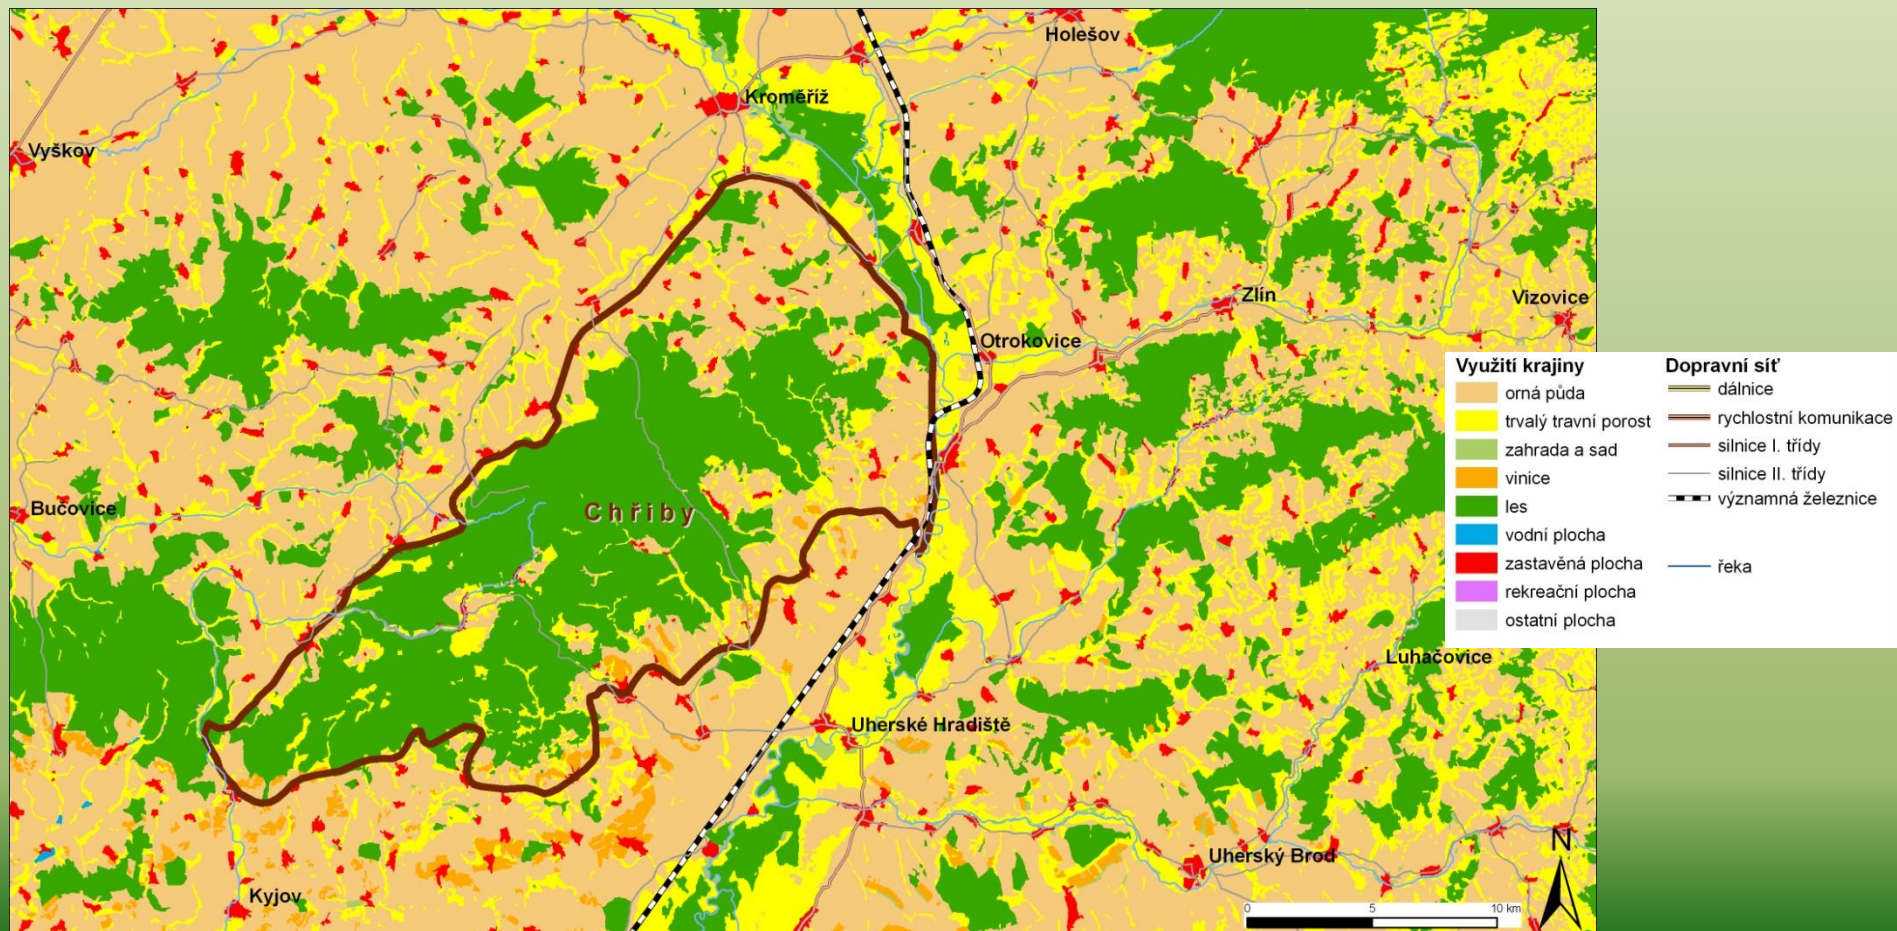 Holešov
Kroměříž
Vyškov
Zlín
Vizovice
Otrokovice
Využití krajiny
orná půda
trvalý travní porost
zahrada a sad
vinice
les
vodní plocha
zastavěná plocha
rekreační plocha
ostatní plocha
Dopravní síť
dálnice
rychlostní komunikace
silnice I. třídy
silnice II. třídy
významná železnice
řeka
Bučovice
Chřiby
Luhačovice
Uherské Hradiště
Uherský Brod
Kyjov
N
0 5 10 km